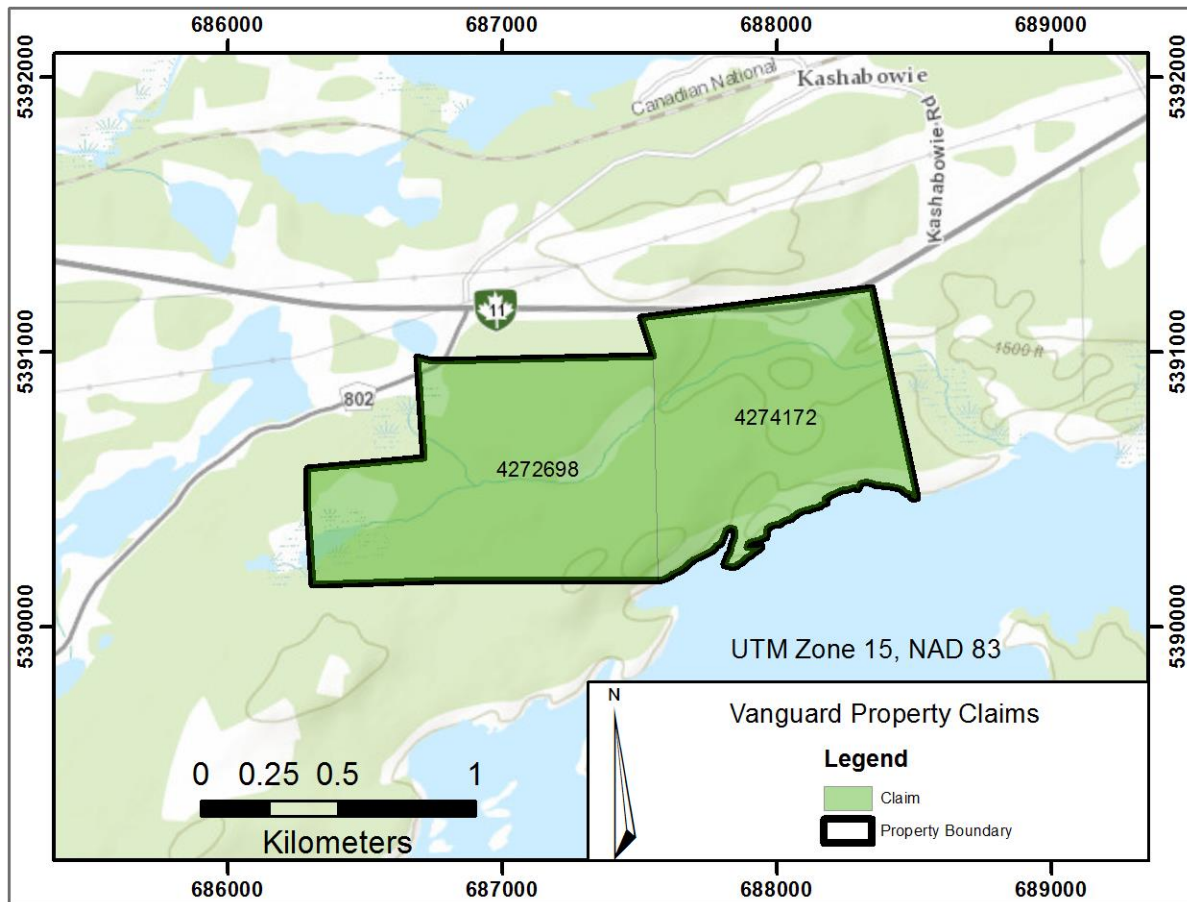 686000 687000 688000 689000
5392000 5392000
Canadian National
Kashabowie
Kashabowie Rd
11
5391000 5391000
1500 ft
802
4274172
4272698
5390000 5390000
UTM Zone 15, NAD 83
N
Vanguard Property Claims
Legend
Claim
Property Boundary
0 0.25 0.5 1
Kilometers
686000 687000 688000 689000